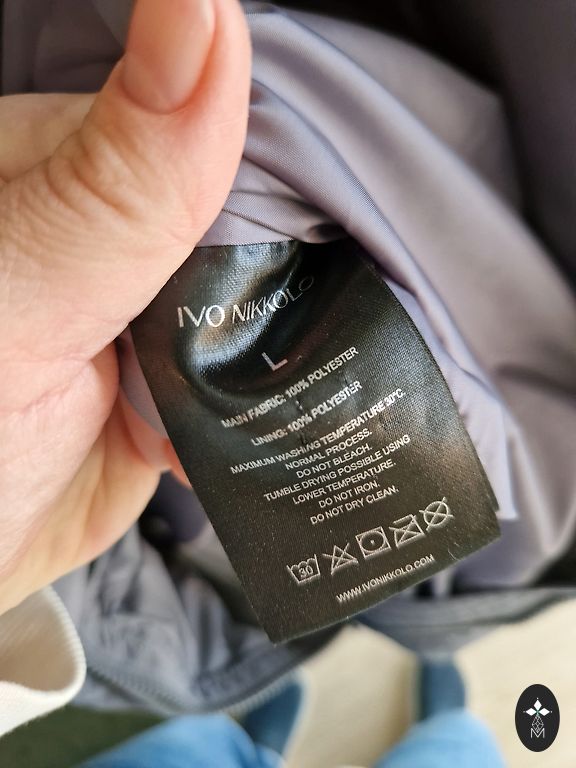 IVO NIKKOLO
L
MAIN FABRIC: 100% POLYESTER
LINING: 100% POLYESTER
MAXIMUM WASHING TEMPERATURE 30°C.
NORMAL PROCESS.
DO NOT BLEACH.
TUMBLE DRYING POSSIBLE USING
LOWER TEMPERATURE.
DO NOT IRON.
DO NOT DRY CLEAN.
30
WWW.IVONIKKOLO.COM
M